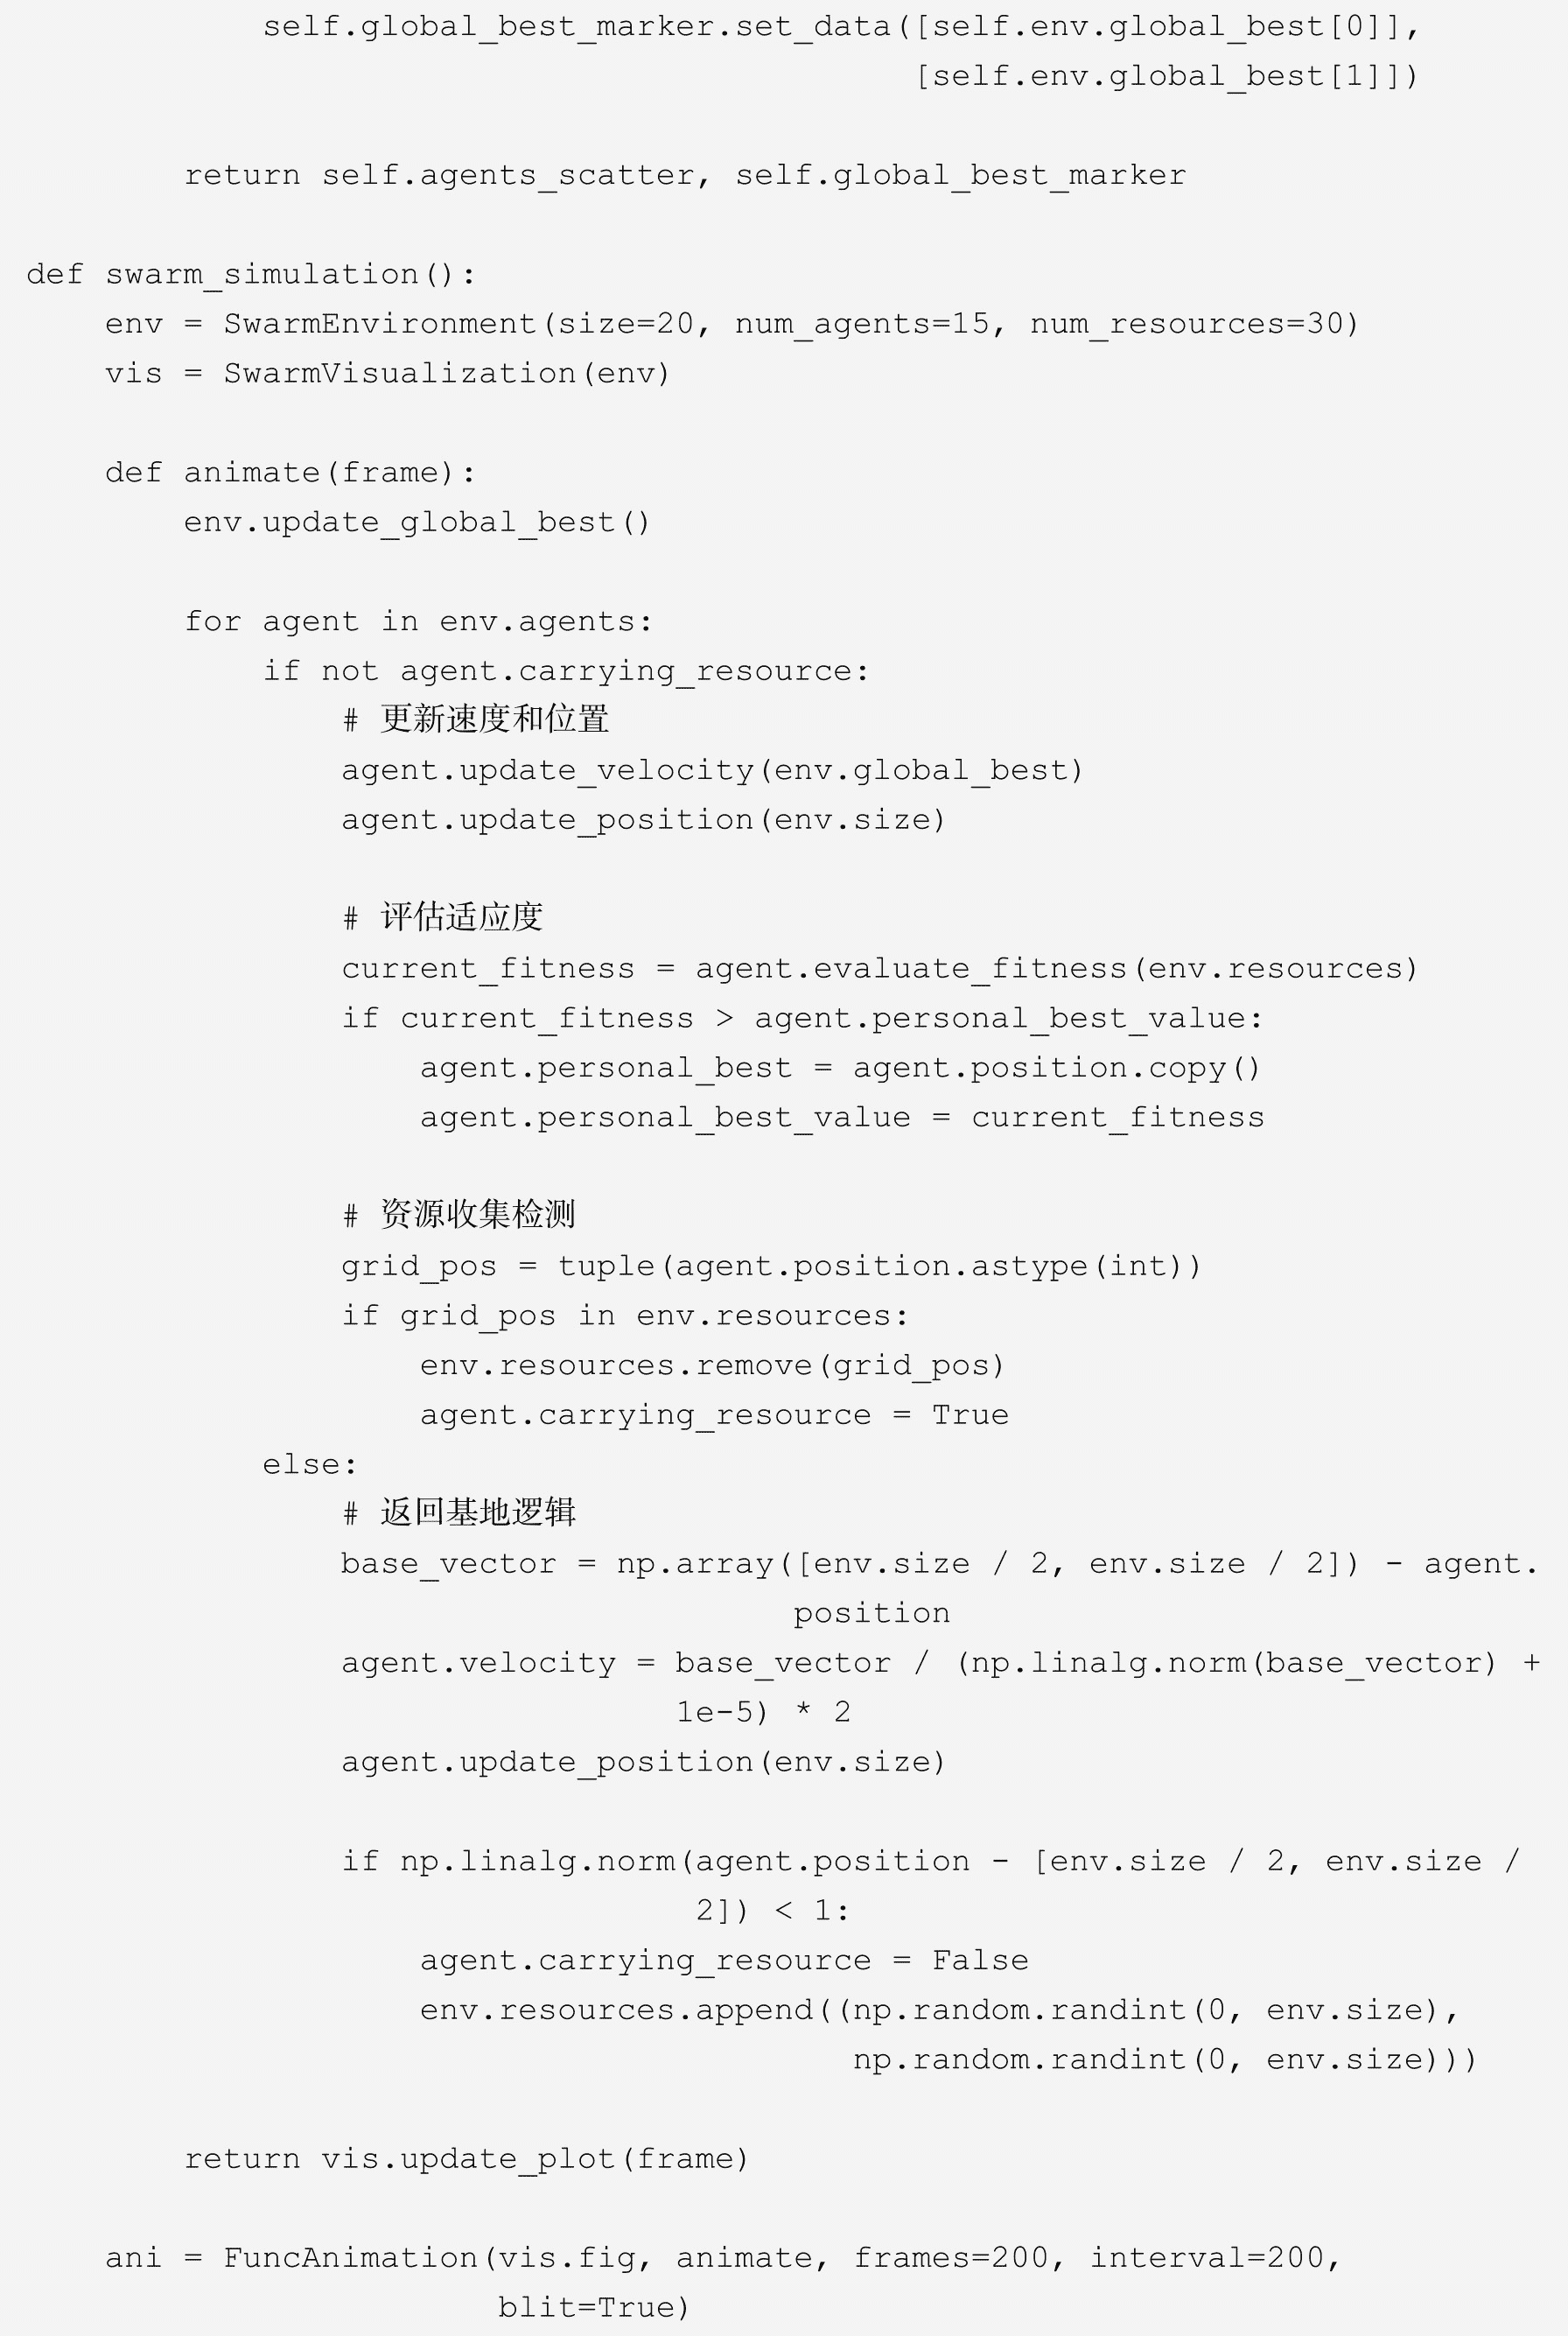 self.global_best_marker.set_data([self.env.global_best[0]],
                                             [self.env.global_best[1]])

        return self.agents_scatter, self.global_best_marker

def swarm_simulation():
    env = SwarmEnvironment(size=20, num_agents=15, num_resources=30)
    vis = SwarmVisualization(env)

    def animate(frame):
        env.update_global_best()

        for agent in env.agents:
            if not agent.carrying_resource:
                # 更新速度和位置
                agent.update_velocity(env.global_best)
                agent.update_position(env.size)

                # 评估适应度
                current_fitness = agent.evaluate_fitness(env.resources)
                if current_fitness > agent.personal_best_value:
                    agent.personal_best = agent.position.copy()
                    agent.personal_best_value = current_fitness

                # 资源收集检测
                grid_pos = tuple(agent.position.astype(int))
                if grid_pos in env.resources:
                    env.resources.remove(grid_pos)
                    agent.carrying_resource = True
            else:
                # 返回基地逻辑
                base_vector = np.array([env.size / 2, env.size / 2]) - agent.
                                       position
                agent.velocity = base_vector / (np.linalg.norm(base_vector) +
                                 1e-5) * 2
                agent.update_position(env.size)

                if np.linalg.norm(agent.position - [env.size / 2, env.size /
                                  2]) < 1:
                    agent.carrying_resource = False
                    env.resources.append((np.random.randint(0, env.size),
                                          np.random.randint(0, env.size)))

        return vis.update_plot(frame)

    ani = FuncAnimation(vis.fig, animate, frames=200, interval=200,
                        blit=True)